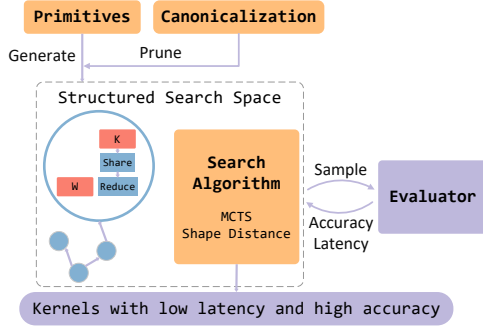 Primitives
Canonicalization
Generate
Prune
Structured Search Space
K
Share
W
Reduce
Search
Algorithm
MCTS
Shape Distance
Sample
Accuracy
Latency
Evaluator
Kernels with low latency and high accuracy